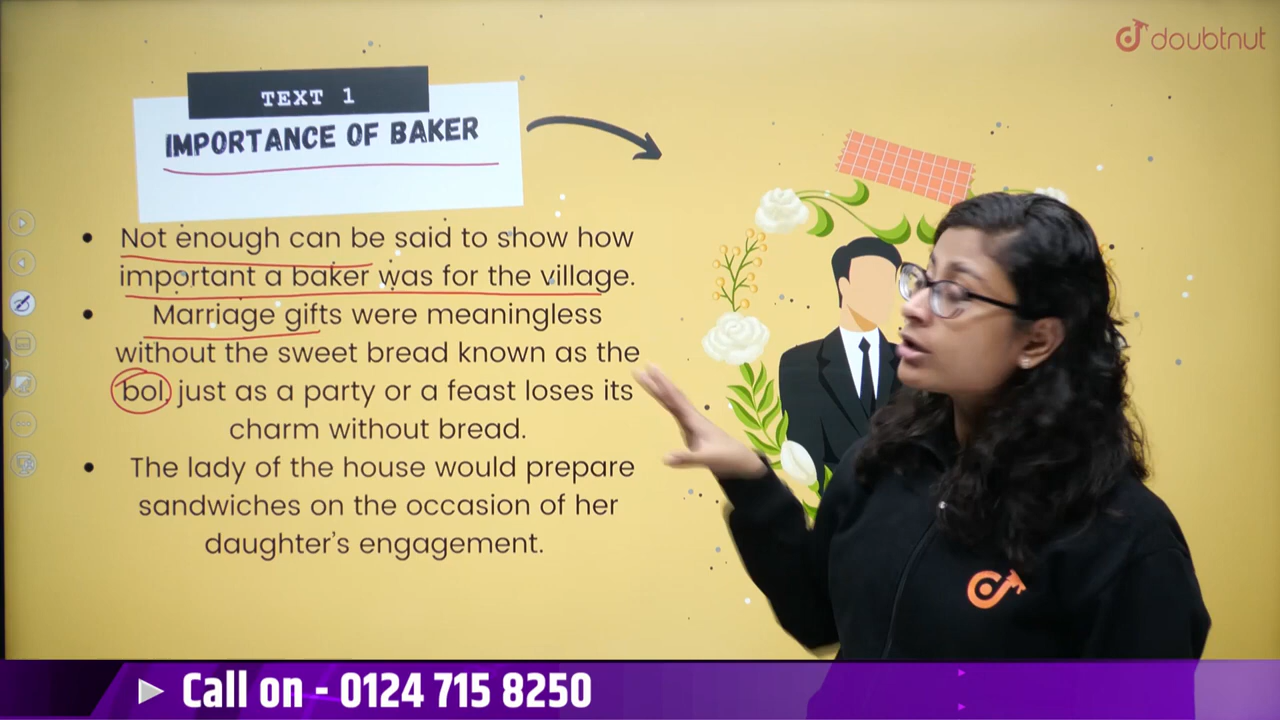 doubtnut
TEXT 1
IMPORTANCE OF BAKER
• Not enough can be said to show how
important a baker was for the village.
• Marriage gifts were meaningless
without the sweet bread known as the
bol, just as a party or a feast loses its
charm without bread.
• The lady of the house would prepare
sandwiches on the occasion of her
daughter’s engagement.
Call on - 0124 715 8250